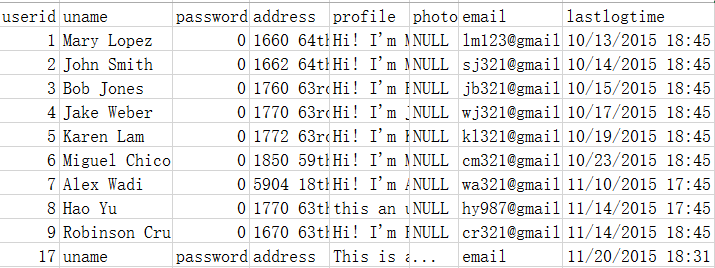 userid uname password address profile photo email lastlogtime
1 Mary Lopez 0 1660 64th Hi! I'm M NULL lm123@gmail 10/13/2015 18:45
2 John Smith 0 1662 64th Hi! I'm NULL sj321@gmail 10/14/2015 18:45
3 Bob Jones 0 1760 63rd Hi! I'm NULL jb321@gmail 10/15/2015 18:45
4 Jake Weber 0 1770 63rd Hi! I'm J NULL wj321@gmail 10/17/2015 18:45
5 Karen Lam 0 1772 63rd Hi! I'm NULL kl321@gmail 10/19/2015 18:45
6 Miguel Chico 0 1850 59th Hi! I'm M NULL cm321@gmail 10/23/2015 18:45
7 Alex Wadi 0 5904 18th Hi! I'm A NULL wa321@gmail 11/10/2015 17:45
8 Hao Yu 0 1770 63th this an u NULL hy987@gmail 11/14/2015 18:45
9 Robinson Cru 0 1670 63th Hi! I'm NULL cr321@gmail 11/14/2015 18:45
17 uname password address This is a ... email 11/20/2015 18:31